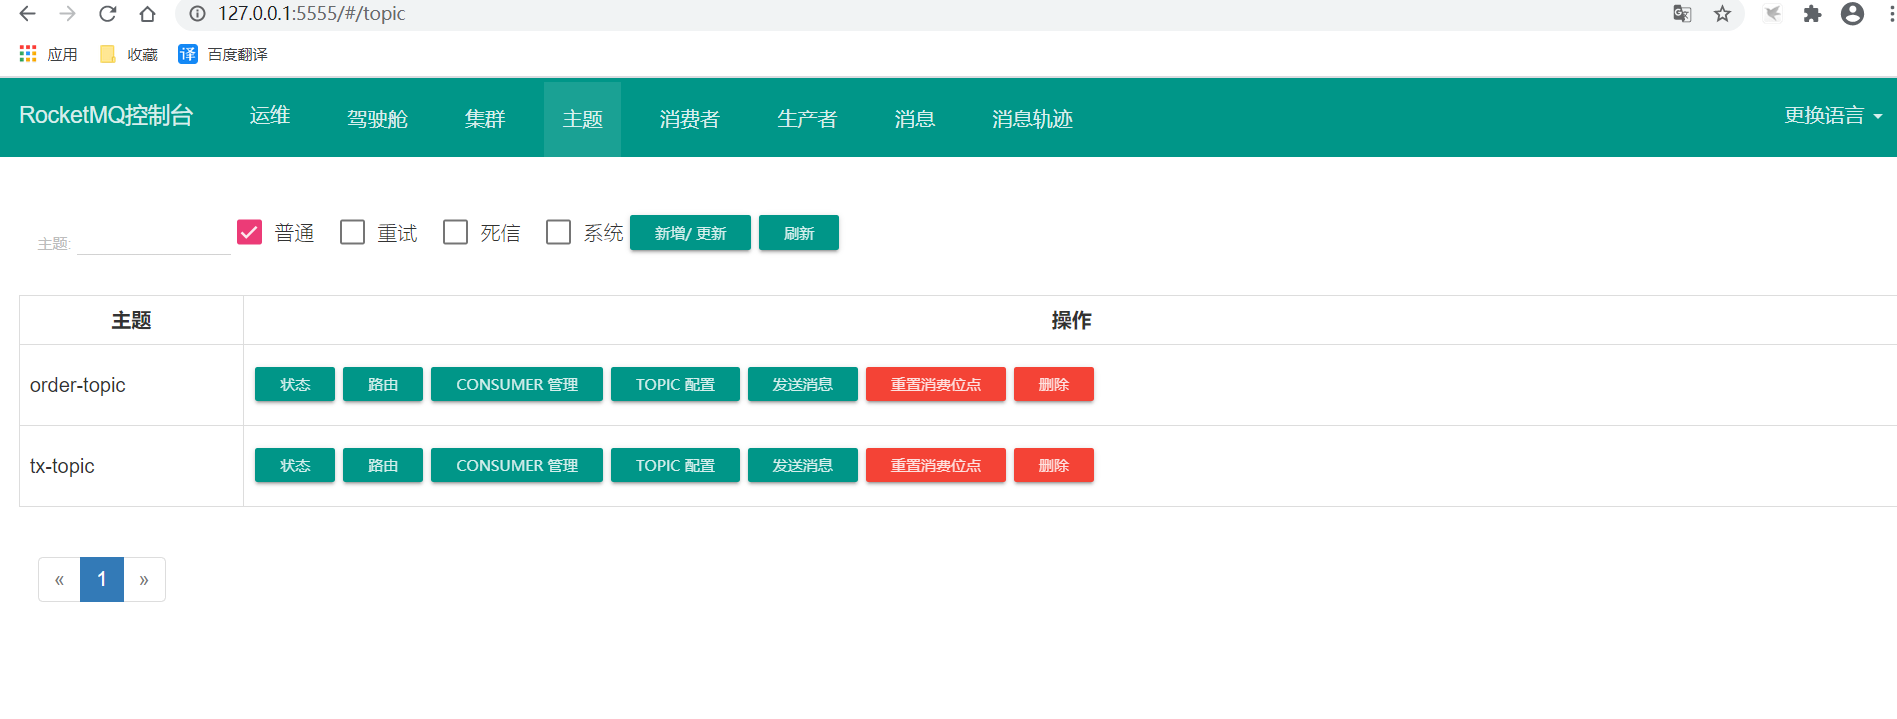 127.0.0.1:5555/#/topic
应用 收藏 译 百度翻译
RocketMQ控制台 运维 驾驶舱 集群 主题 消费者 生产者 消息 消息轨迹 更换语言
主题: 普通 重试 死信 系统 新增/ 更新 刷新
主题 操作
order-topic 状态 路由 CONSUMER 管理 TOPIC 配置 发送消息 重置消费位点 删除
tx-topic 状态 路由 CONSUMER 管理 TOPIC 配置 发送消息 重置消费位点 删除
« 1 »